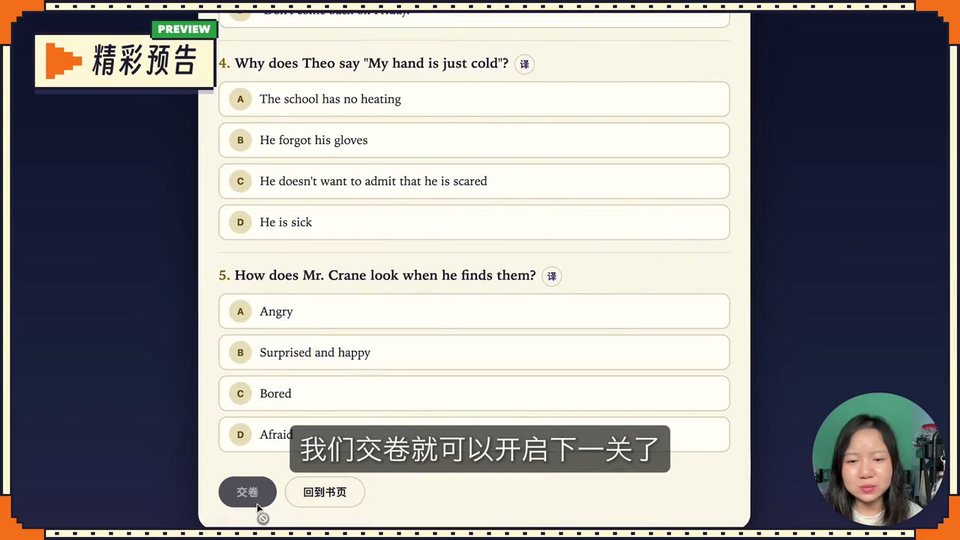 PREVIEW
精彩预告
4. Why does Theo say "My hand is just cold"? 译
A The school has no heating
B He forgot his gloves
C He doesn't want to admit that he is scared
D He is sick
5. How does Mr. Crane look when he finds them? 译
A Angry
B Surprised and happy
C Bored
D Afraid
我们交卷就可以开启下一关了
交卷 回到书页